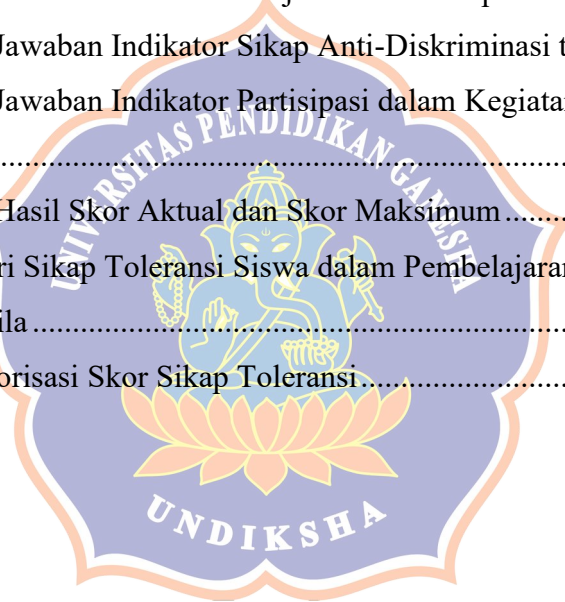 Jawaban Indikator Sikap Anti-Diskriminasi
Jawaban Indikator Partisipasi dalam Kegiatan
UNIVERSITAS PENDIDIKAN GANESHA
...............................................................
Hasil Skor Aktual dan Skor Maksimum.........
ri Sikap Toleransi Siswa dalam Pembelajaran
ila...............................................................
orisasi Skor Sikap Toleransi..........................
UNDIKSHA